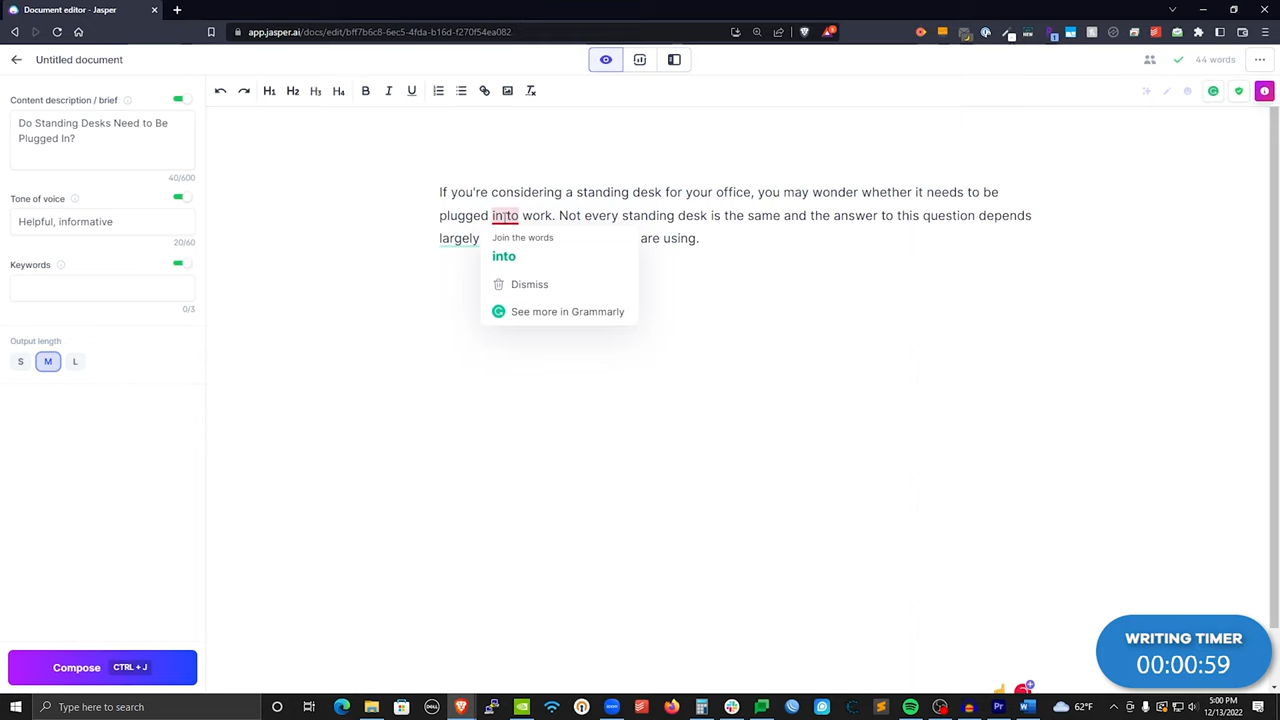 Document editor - Jasper
app.jasper.ai/docs/edit/bff7b6c8-6ec5-4fda-b16d-f270f54ea082
Untitled document
44 words
Content description / brief
H1 H2 H3 H4 B I U
Do Standing Desks Need to Be
Plugged In?
40/600
Tone of voice
Helpful, informative
20/60
Keywords
0/3
Output length
S M L
If you're considering a standing desk for your office, you may wonder whether it needs to be
plugged in to work. Not every standing desk is the same and the answer to this question depends
largely are using.
Join the words
into
Dismiss
See more in Grammarly
Compose CTRL + J
WRITING TIMER
00:00:59
Type here to search
62°F
5:00 PM
12/13/2022